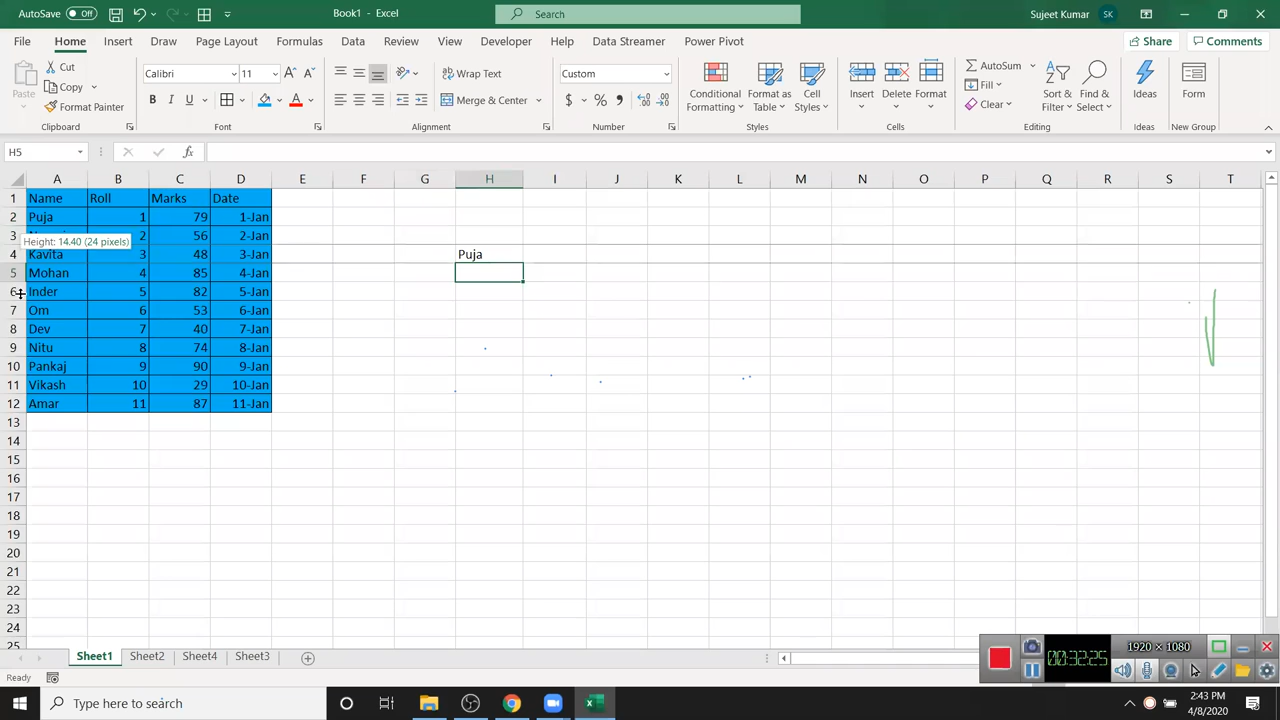 AutoSave Off Book1 - Excel Search Sujeet Kumar SK
File Home Insert Draw Page Layout Formulas Data Review View Developer Help Data Streamer Power Pivot Share Comments
Paste Cut Copy Format Painter Clipboard
Calibri 11 B I U A Font
Wrap Text Merge & Center Alignment
Custom $ % Number
Conditional Formatting Format as Table Cell Styles Styles
Insert Delete Format Cells
AutoSum Fill Clear Sort & Filter Find & Select Editing
Ideas Ideas
Form New Group
H5 fx
A B C D E F G H I J K L M N O P Q R S T
1 Name Roll Marks Date
2 Puja 1 79 1-Jan
3 2 56 2-Jan
Height: 14.40 (24 pixels)
4 Kavita 3 48 3-Jan Puja
5 Mohan 4 85 4-Jan
6 Inder 5 82 5-Jan
7 Om 6 53 6-Jan
8 Dev 7 40 7-Jan
9 Nitu 8 74 8-Jan
10 Pankaj 9 90 9-Jan
11 Vikash 10 29 10-Jan
12 Amar 11 87 11-Jan
13
14
15
16
17
18
19
20
21
22
23
24
25
Sheet1 Sheet2 Sheet4 Sheet3
1920 × 1080
00:32:25
Ready
Type here to search
2:43 PM
4/8/2020